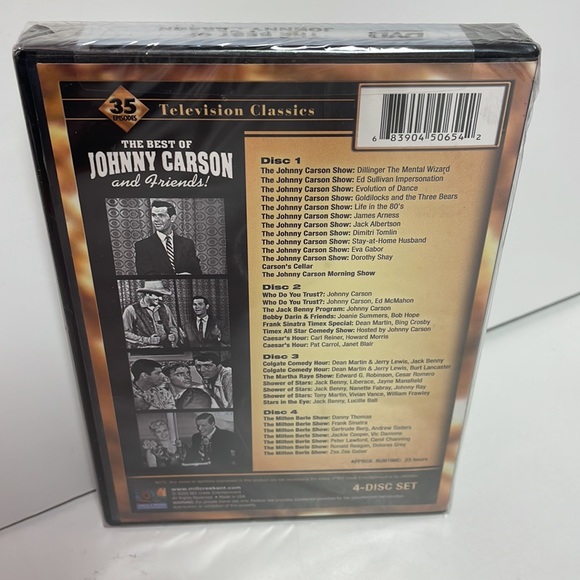 DVD
THE BEST OF
JOHNNY CARSON
35
EPISODES
Television Classics
6 83904 50654 2
THE BEST OF
JOHNNY CARSON
and Friends!
Disc 1
The Johnny Carson Show: Dillinger The Mental Wizard
The Johnny Carson Show: Ed Sullivan Impersonation
The Johnny Carson Show: Evolution of Dance
The Johnny Carson Show: Goldilocks and the Three Bears
The Johnny Carson Show: Life in the 80's
The Johnny Carson Show: James Arness
The Johnny Carson Show: Jack Albertson
The Johnny Carson Show: Dimitri Tomlin
The Johnny Carson Show: Stay-at-Home Husband
The Johnny Carson Show: Eva Gabor
The Johnny Carson Show: Dorothy Shay
Carson's Cellar
The Johnny Carson Morning Show
Disc 2
Who Do You Trust?: Johnny Carson
Who Do You Trust?: Johnny Carson, Ed McMahon
The Jack Benny Program: Johnny Carson
Bobby Darin & Friends: Joanie Summers, Bob Hope
Frank Sinatra Timex Special: Dean Martin, Bing Crosby
Timex All Star Comedy Show: Hosted by Johnny Carson
Caesar's Hour: Carl Reiner, Howard Morris
Caesar's Hour: Pat Carrol, Janet Blair
Disc 3
Colgate Comedy Hour: Dean Martin & Jerry Lewis, Jack Benny
Colgate Comedy Hour: Dean Martin & Jerry Lewis, Burt Lancaster
The Martha Raye Show: Edward G. Robinson, Cesar Romero
Shower of Stars: Jack Benny, Liberace, Jayne Mansfield
Shower of Stars: Jack Benny, Nanette Fabray, Johnny Ray
Shower of Stars: Tony Martin, Vivian Vance, William Frawley
Stars in the Eye: Jack Benny, Lucille Ball
Disc 4
The Milton Berle Show: Danny Thomas
The Milton Berle Show: Frank Sinatra
The Milton Berle Show: Gertrude Berg, Andrew Sisters
The Milton Berle Show: Jackie Cooper, Vic Damone
The Milton Berle Show: Peter Lawford, Carol Channing
The Milton Berle Show: Ronald Reagan, Dolores Gray
The Milton Berle Show: Zsa Zsa Gabor
APPROX. RUNTIME: 23 hours
www.millcreekent.com
4-DISC SET